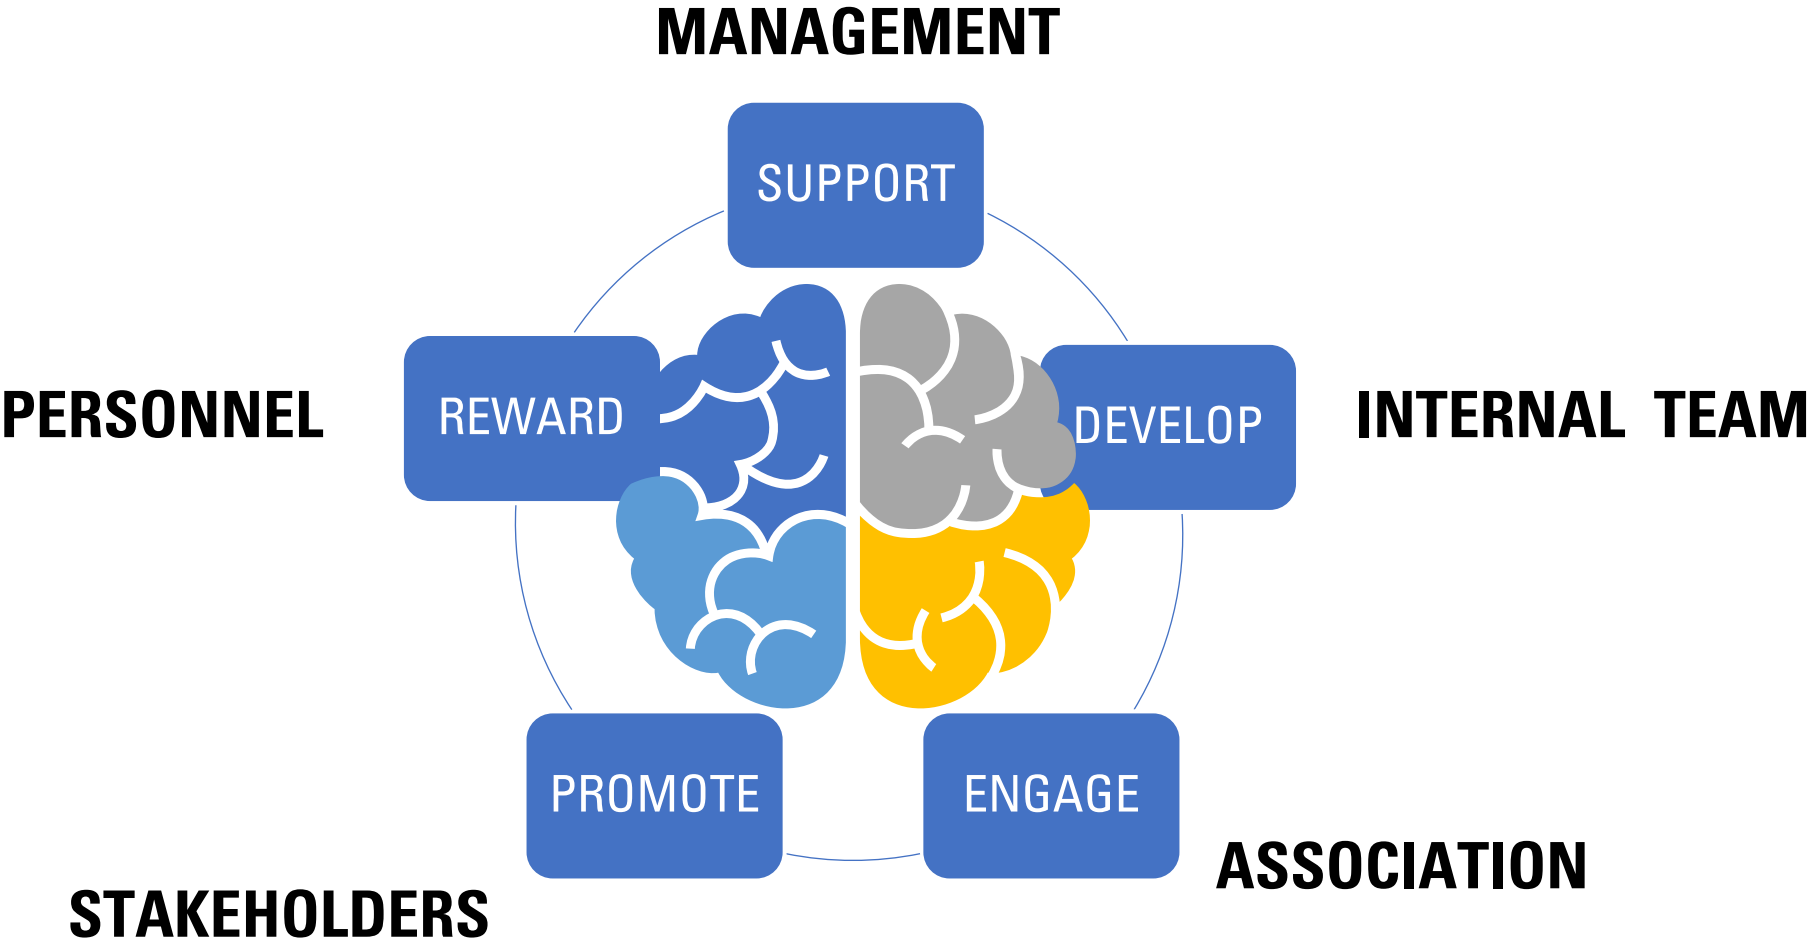 MANAGEMENT
SUPPORT
PERSONNEL
REWARD
DEVELOP
INTERNAL TEAM
PROMOTE
ENGAGE
ASSOCIATION
STAKEHOLDERS